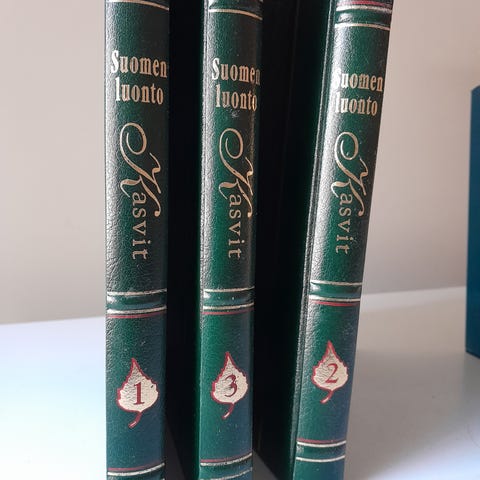 Suomen
luonto
Kasvit
1
Suomen
luonto
Kasvit
3
Suomen
luonto
Kasvit
2